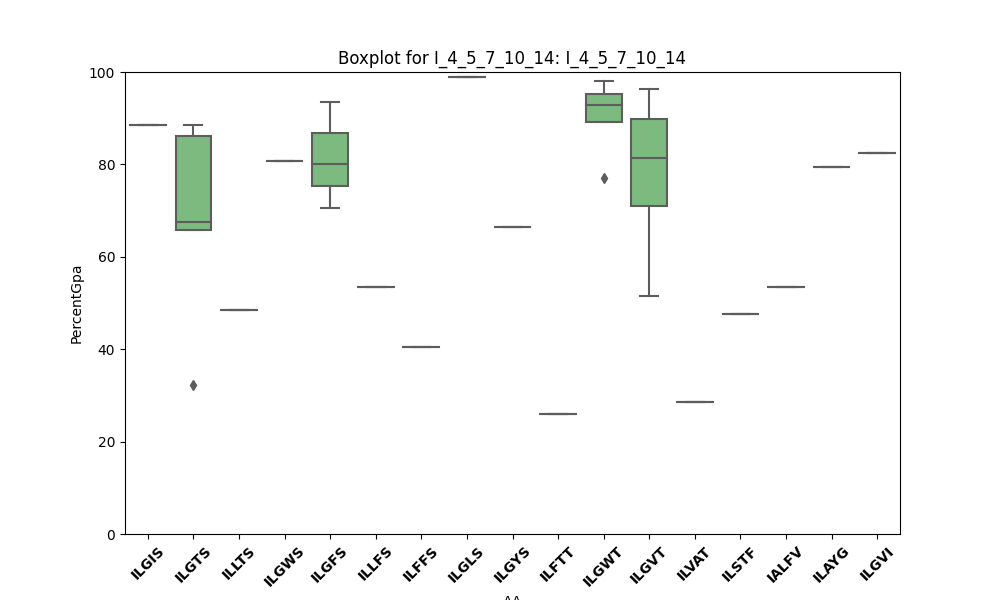 Boxplot for I_4_5_7_10_14: I_4_5_7_10_14
100
80
60
40
20
0
PercentGpa
ILGIS
ILGTS
ILLTS
ILGWS
ILGFS
ILLFS
ILFFS
ILGLS
ILGYS
ILFTT
ILGWT
ILGVT
ILVAT
ILSTF
IALFV
ILAYG
ILGVI
AA